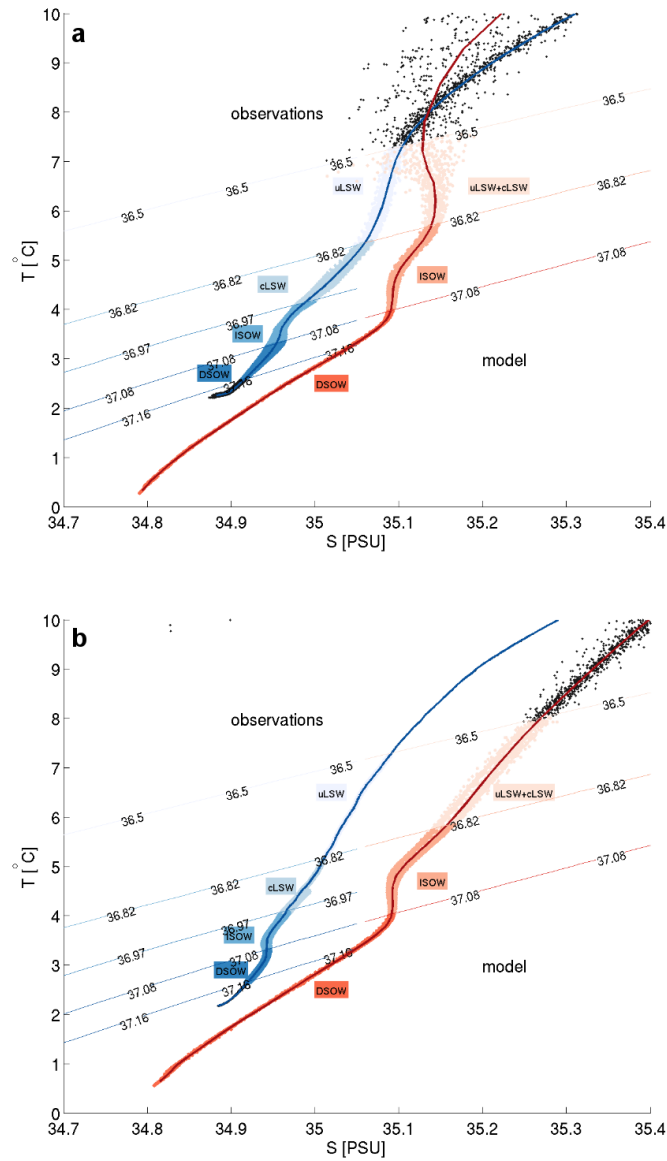 a
10
9
8
7
6
5
4
3
2
1
0
T [°C]
observations
36.5
36.5
36.5
uLSW
uLSW+cLSW
36.82
36.82
36.82
36.82
cLSW
ISOW
37.08
36.97
36.97
ISOW
37.08
37.08
37.16
DSOW
37.08
37.16
37.16
model
DSOW
34.7
34.8
34.9
35
35.1
35.2
35.3
35.4
S [PSU]
b
10
9
8
7
6
5
4
3
2
1
0
T [°C]
observations
36.5
36.5
36.5
uLSW
uLSW+cLSW
36.82
36.82
36.82
36.82
36.82
cLSW
ISOW
36.97
37.08
ISOW
36.97
36.97
37.08
37.16
DSOW
37.08
37.16
37.16
DSOW
model
34.7
34.8
34.9
35
35.1
35.2
35.3
35.4
S [PSU]